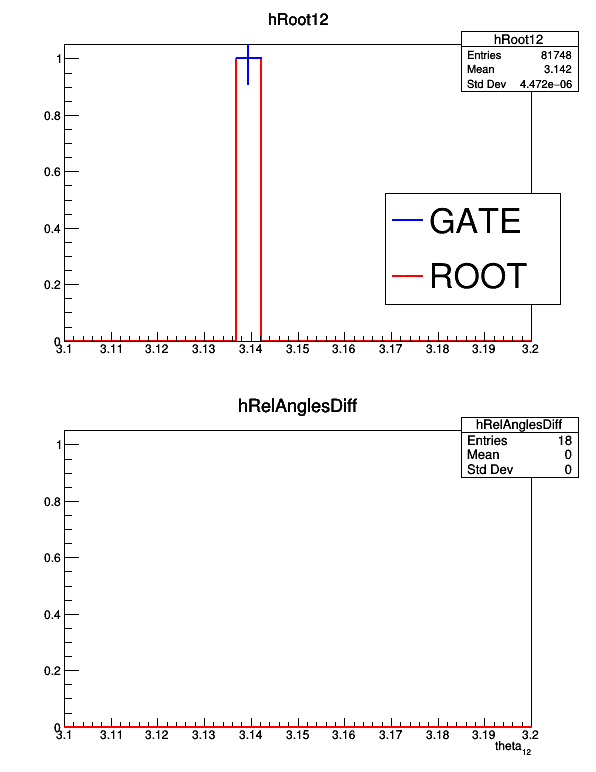 hRoot12
hRoot12
Entries 81748
Mean 3.142
Std Dev 4.472e−06
1
0.8
0.6
0.4
0.2
0
3.1 3.11 3.12 3.13 3.14 3.15 3.16 3.17 3.18 3.19 3.2
GATE
ROOT
hRelAnglesDiff
hRelAnglesDiff
Entries 18
Mean 0
Std Dev 0
1
0.8
0.6
0.4
0.2
0
3.1 3.11 3.12 3.13 3.14 3.15 3.16 3.17 3.18 3.19 3.2
theta12